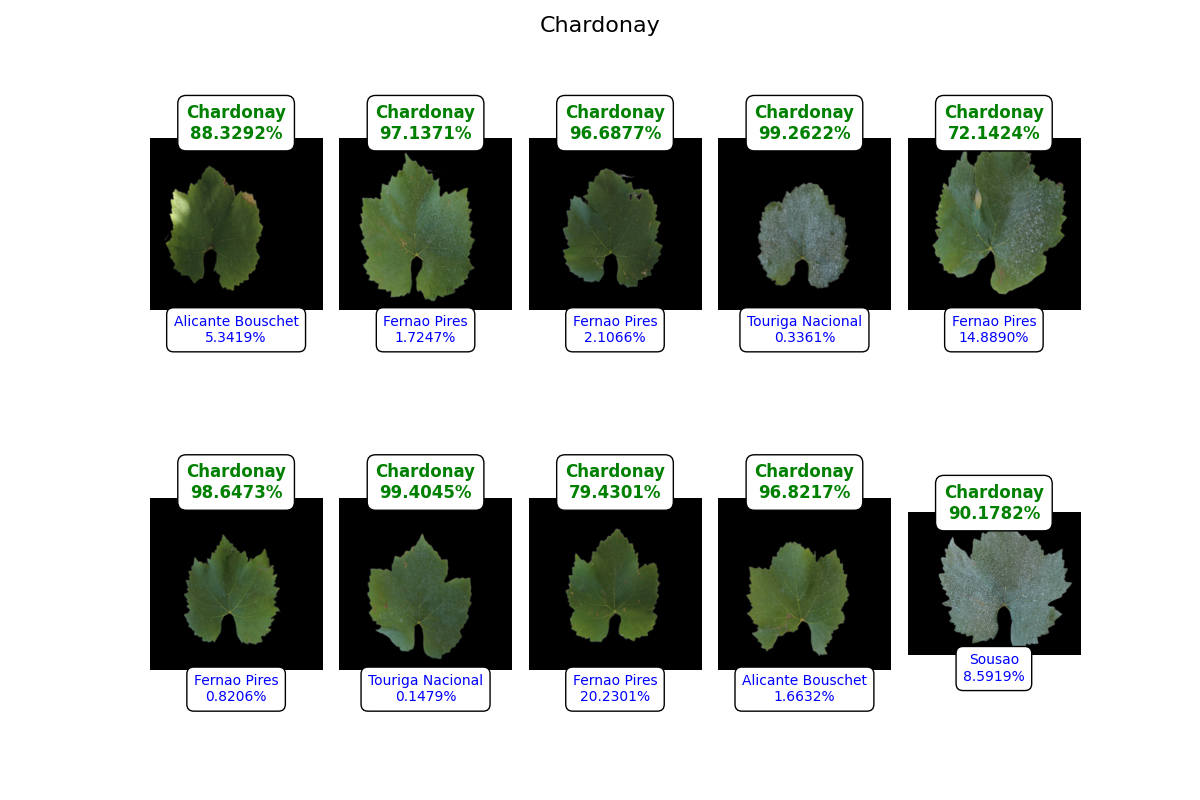 Chardonay
Chardonay
88.3292%
Chardonay
97.1371%
Chardonay
96.6877%
Chardonay
99.2622%
Chardonay
72.1424%
Alicante Bouschet
5.3419%
Fernao Pires
1.7247%
Fernao Pires
2.1066%
Touriga Nacional
0.3361%
Fernao Pires
14.8890%
Chardonay
98.6473%
Chardonay
99.4045%
Chardonay
79.4301%
Chardonay
96.8217%
Chardonay
90.1782%
Fernao Pires
0.8206%
Touriga Nacional
0.1479%
Fernao Pires
20.2301%
Alicante Bouschet
1.6632%
Sousao
8.5919%